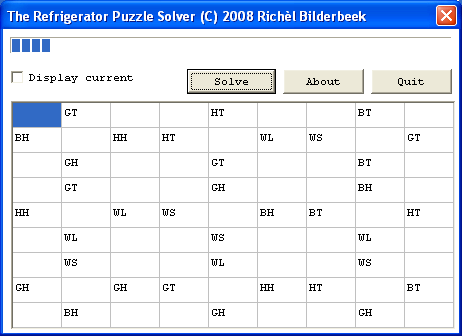 The Refrigerator Puzzle Solver (C) 2008 Richèl Bilderbeek
Display current Solve About Quit
GT HT BT
BH HH HT WL WS GT
GH GT BT
GT GH BH
HH WL WS BH BT HT
WL WS WL
WS WL WS
GH GH GT HH HT BT
BH GH GH